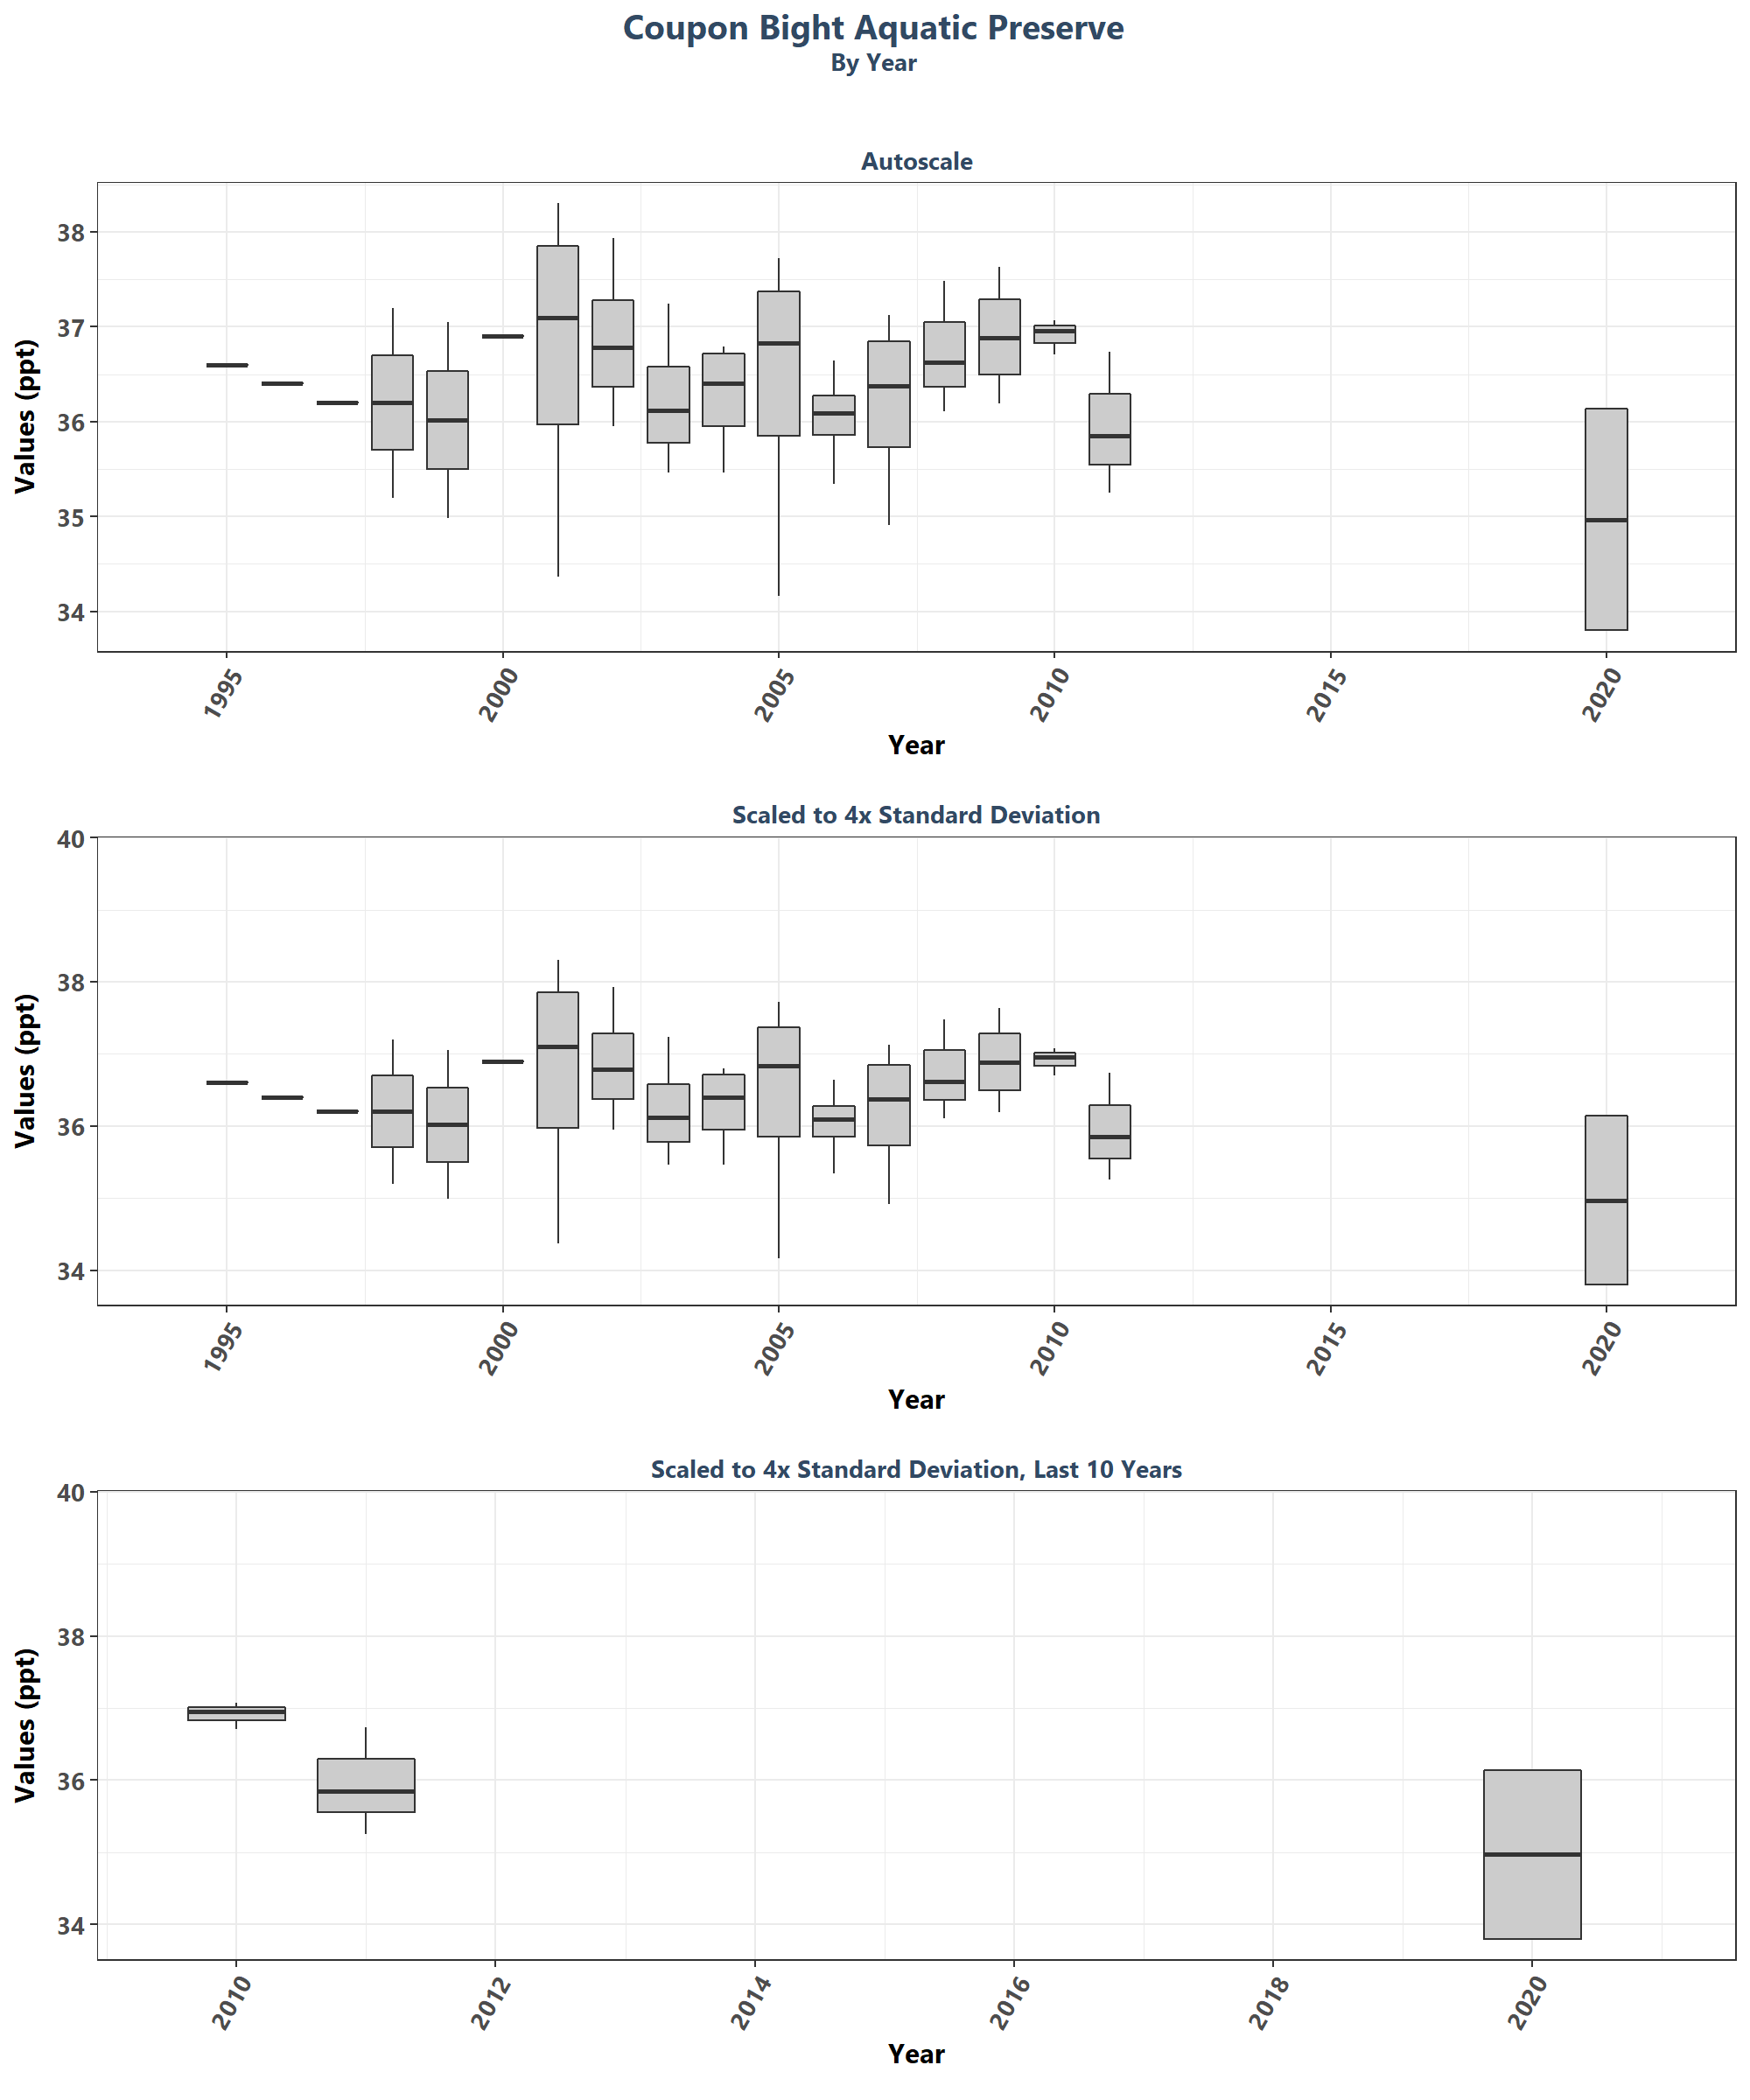 Coupon Bight Aquatic Preserve
By Year
Autoscale
Values (ppt)
38
37
36
35
34
1995 2000 2005 2010 2015 2020
Year
Scaled to 4x Standard Deviation
Values (ppt)
40
38
36
34
1995 2000 2005 2010 2015 2020
Year
Scaled to 4x Standard Deviation, Last 10 Years
Values (ppt)
40
38
36
34
2010 2012 2014 2016 2018 2020
Year